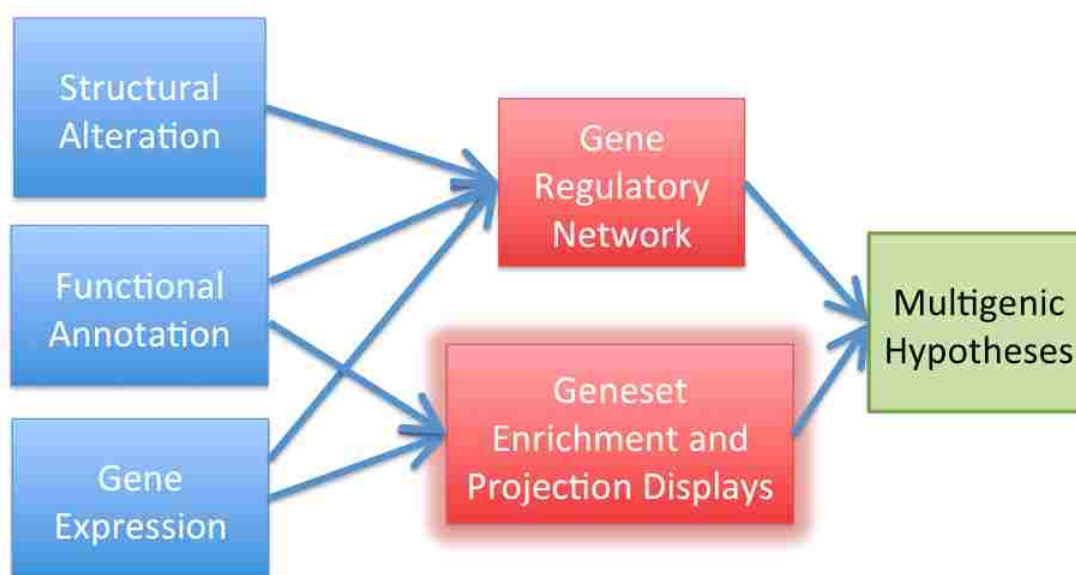 Structural
Alteration
Functional
Annotation
Gene
Expression
Gene
Regulatory
Network
Geneset
Enrichment and
Projection Displays
Multigenic
Hypotheses